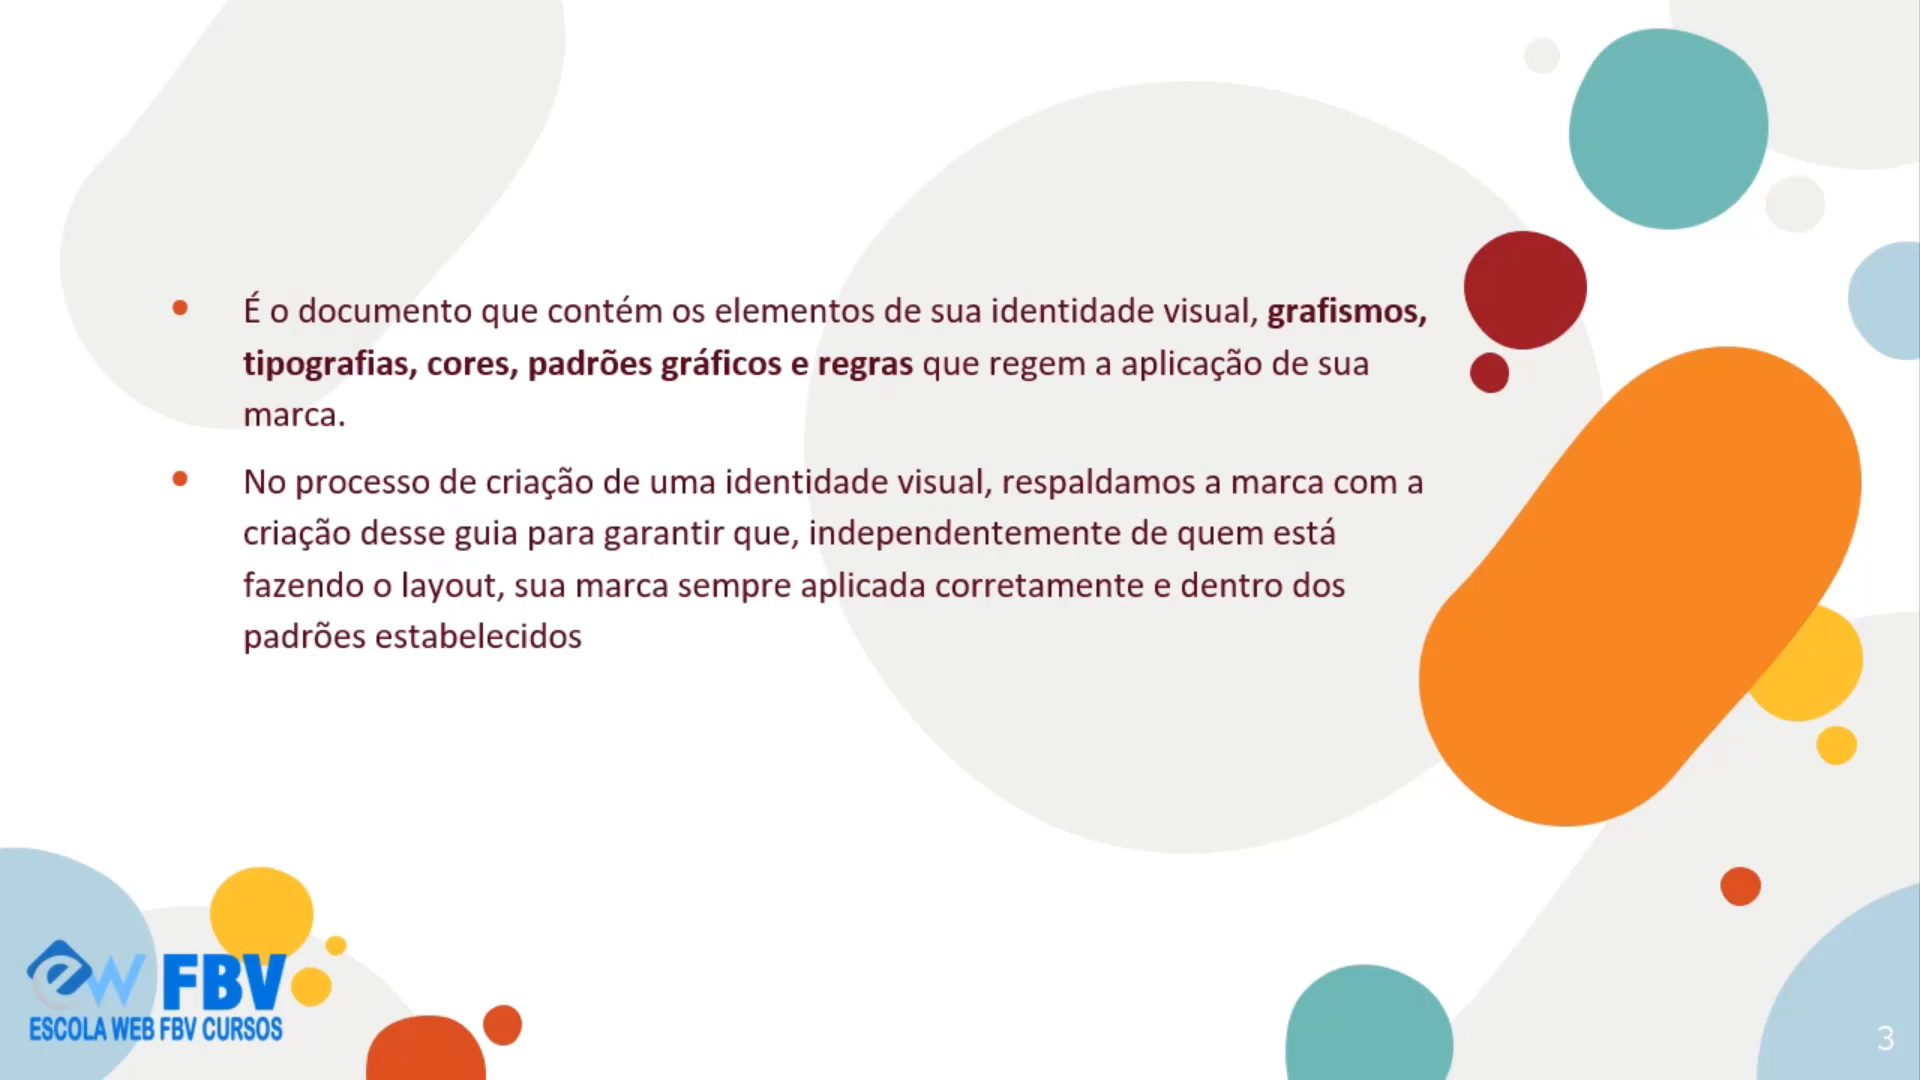 É o documento que contém os elementos de sua identidade visual, grafismos,
tipografias, cores, padrões gráficos e regras que regem a aplicação de sua
marca.
No processo de criação de uma identidade visual, respaldamos a marca com a
criação desse guia para garantir que, independentemente de quem está
fazendo o layout, sua marca sempre aplicada corretamente e dentro dos
padrões estabelecidos
eW FBV
ESCOLA WEB FBV CURSOS
3